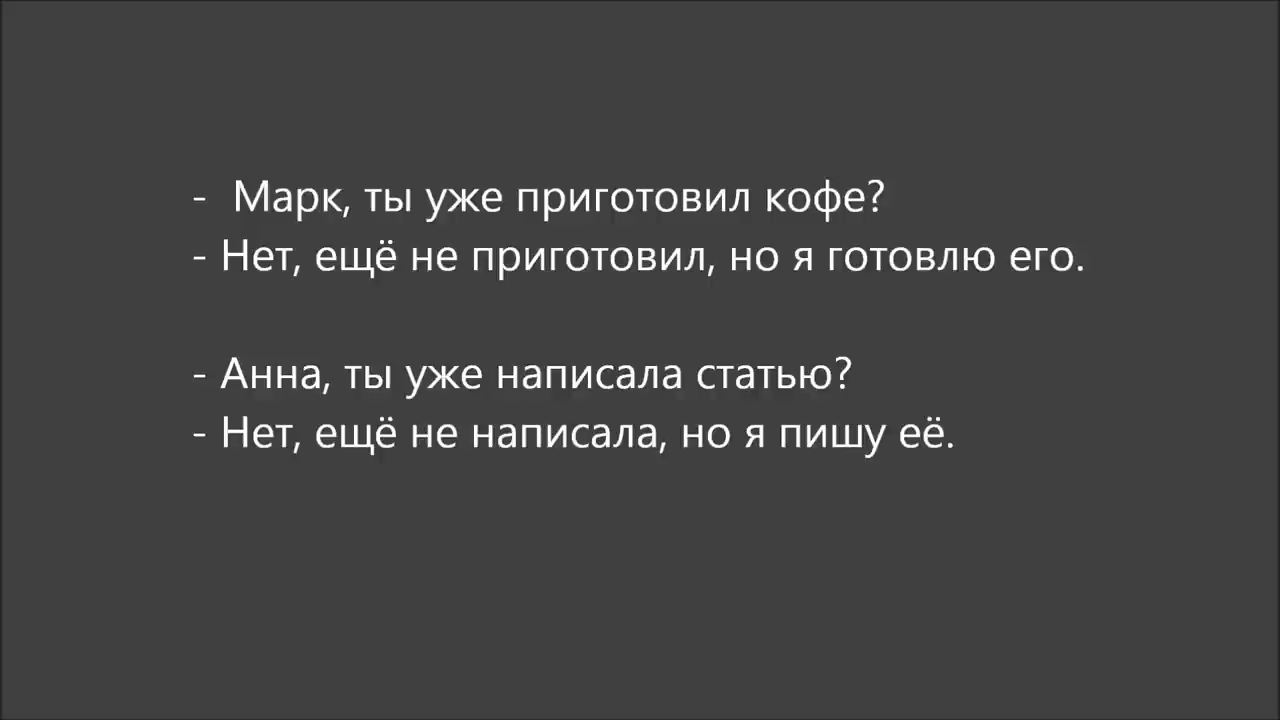 - Марк, ты уже приготовил кофе?
- Нет, ещё не приготовил, но я готовлю его.
- Анна, ты уже написала статью?
- Нет, ещё не написала, но я пишу её.